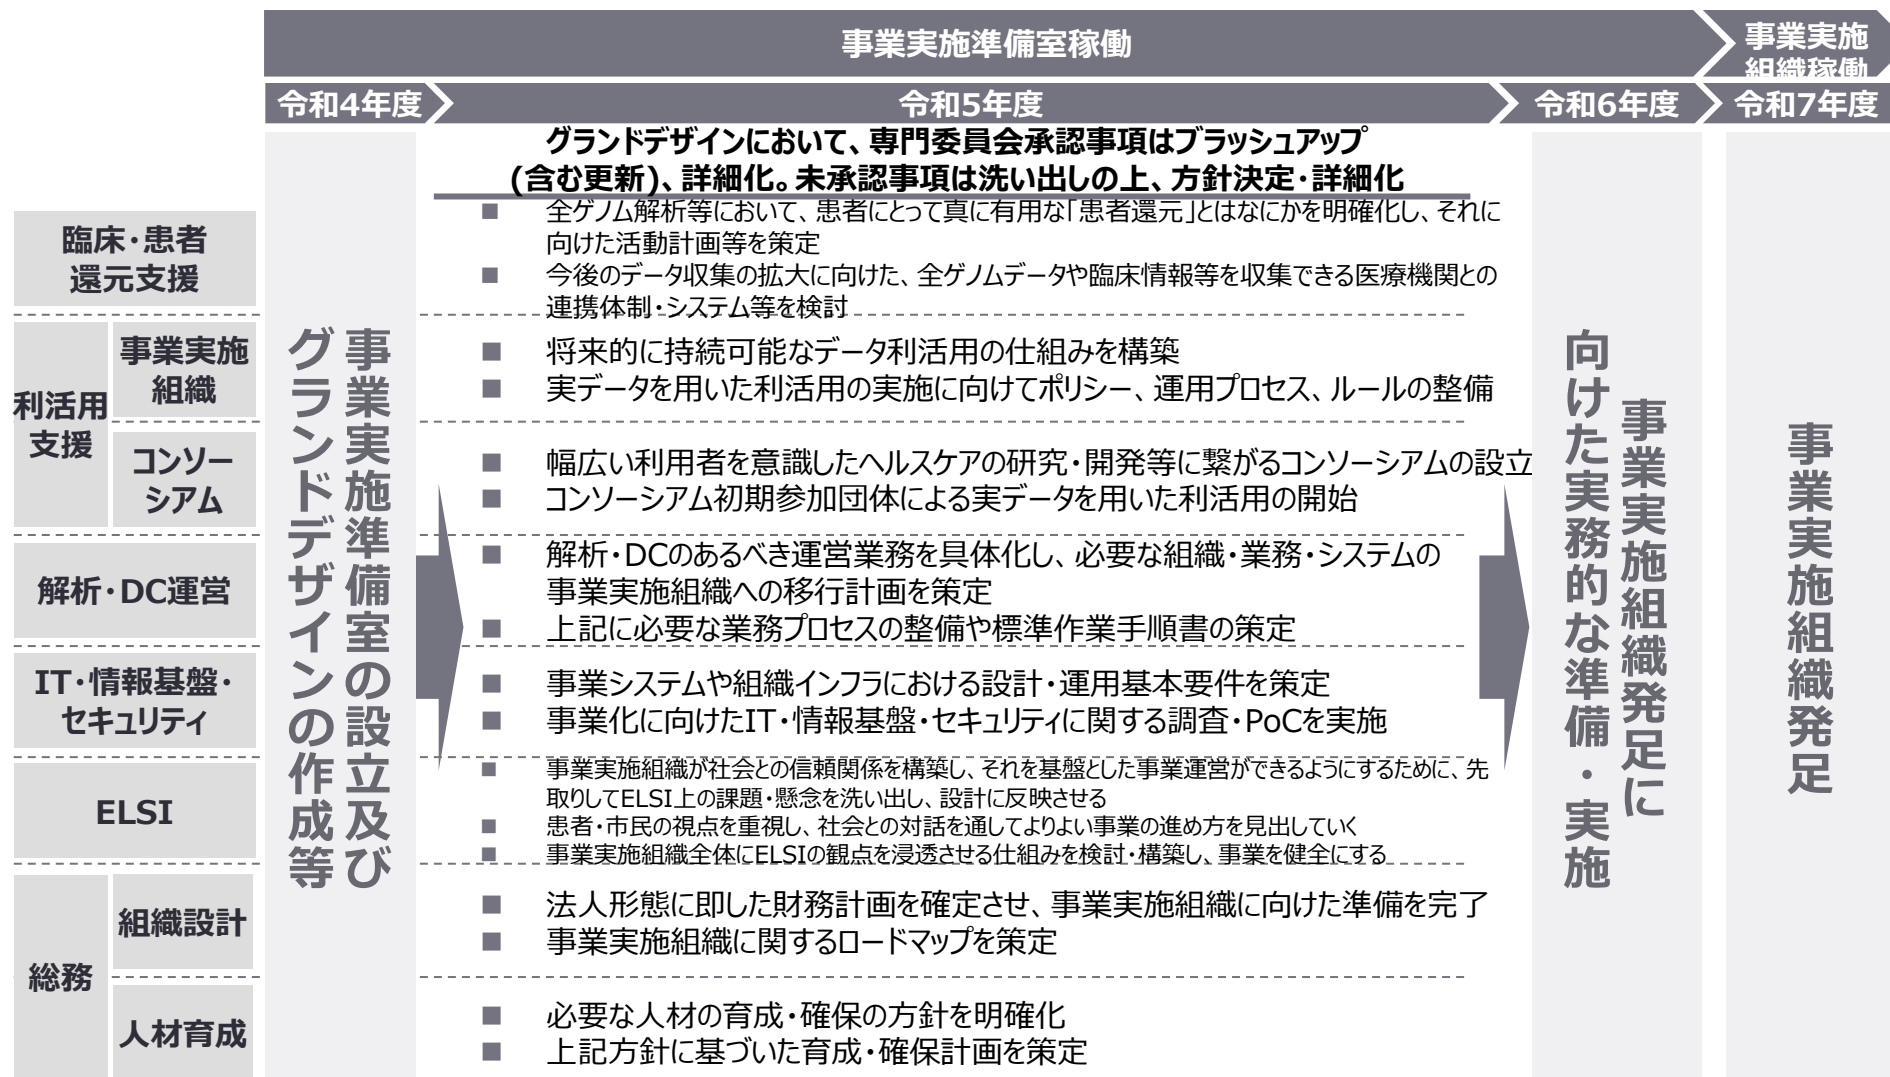 事業実施準備室稼働
事業実施
組織稼働
令和4年度
令和5年度
令和6年度
令和7年度
グランドデザインにおいて、専門委員会承認事項はブラッシュアップ
(含む更新)、詳細化。未承認事項は洗い出しの上、方針決定・詳細化
事業実施準備室の設立及び
グランドデザインの作成等
臨床・患者
還元支援
■ 全ゲノム解析等において、患者にとって真に有用な「患者還元」とはなにかを明確化し、それに
向けた活動計画等を策定
■ 今後のデータ収集の拡大に向けた、全ゲノムデータや臨床情報等を収集できる医療機関との
連携体制・システム等を検討
利活用
支援
事業実施
組織
■ 将来的に持続可能なデータ利活用の仕組みを構築
■ 実データを用いた利活用の実施に向けてポリシー、運用プロセス、ルールの整備
コンソー
シアム
■ 幅広い利用者を意識したヘルスケアの研究・開発等に繋がるコンソーシアムの設立
■ コンソーシアム初期参加団体による実データを用いた利活用の開始
解析・DC運営
■ 解析・DCのあるべき運営業務を具体化し、必要な組織・業務・システムの
事業実施組織への移行計画を策定
■ 上記に必要な業務プロセスの整備や標準作業手順書の策定
IT・情報基盤・
セキュリティ
■ 事業システムや組織インフラにおける設計・運用基本要件を策定
■ 事業化に向けたIT・情報基盤・セキュリティに関する調査・PoCを実施
ELSI
■ 事業実施組織が社会との信頼関係を構築し、それを基盤とした事業運営ができるようにするために、先
取りしてELSI上の課題・懸念を洗い出し、設計に反映させる
■ 患者・市民の視点を重視し、社会との対話を通してよりよい事業の進め方を見出していく
■ 事業実施組織全体にELSIの観点を浸透させる仕組みを検討・構築し、事業を健全にする
総務
組織設計
■ 法人形態に即した財務計画を確定させ、事業実施組織に向けた準備を完了
■ 事業実施組織に関するロードマップを策定
人材育成
■ 必要な人材の育成・確保の方針を明確化
■ 上記方針に基づいた育成・確保計画を策定
事業実施組織発足に
向けた実務的な準備・実施
事業実施組織発足